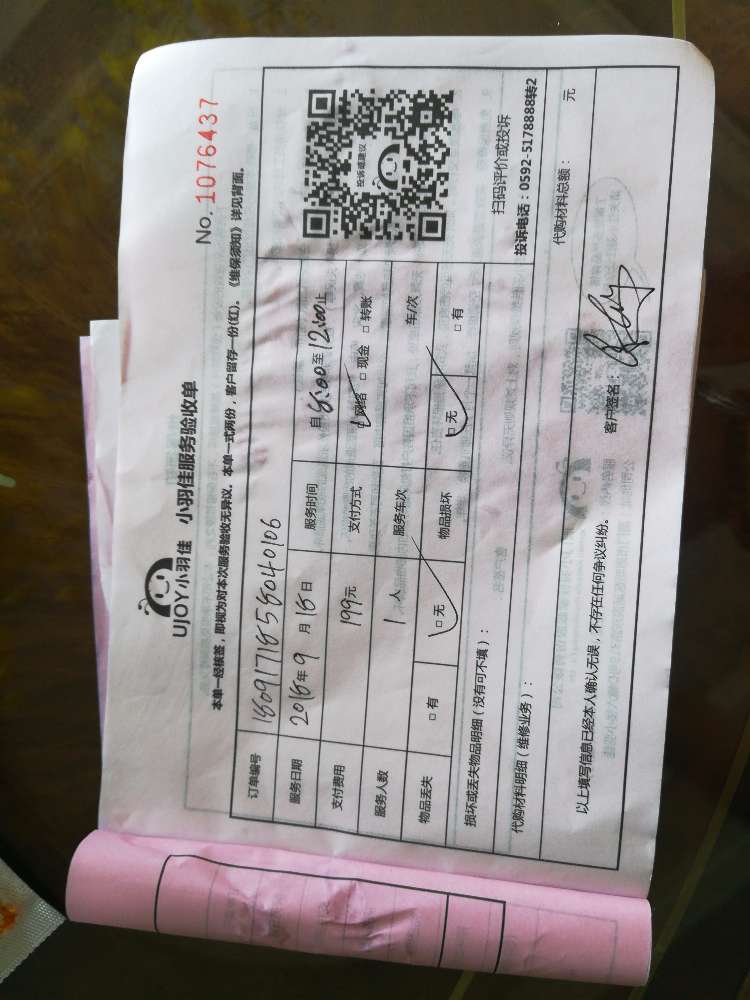 UJOY小羽佳 小羽佳服务验收单
No. 1076437
本单一经核签，即视为对本次服务验收无异议。本单一式两份，客户留存一份(红)。《维保须知》详见背面。
订单编号 1809171858040106
服务日期 2018年9月18日 服务时间 自8:00至12:00止
支付费用 199元 支付方式 □网络 □现金 □转账
服务人数 1人 服务车次 车/次
物品丢失 □有 □无 物品损坏 □无 □有
投诉或建议
扫码评价或投诉
投诉电话：0592-5178888转2
损坏或丢失物品明细（没有可不填）：
代购材料明细（维修业务）： 代购材料总额： 元
以上填写信息已经本人确认无误，不存在任何争议纠纷。 客户签名：